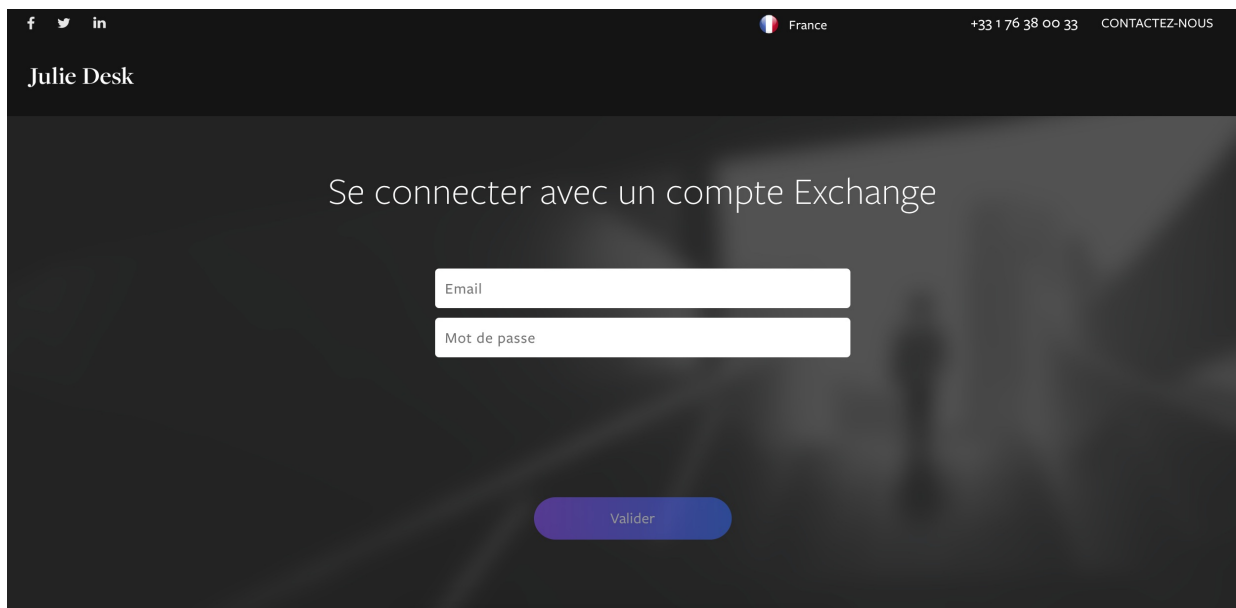 France
+33 1 76 38 00 33
CONTACTEZ-NOUS
Julie Desk
Se connecter avec un compte Exchange
Email
Mot de passe
Valider